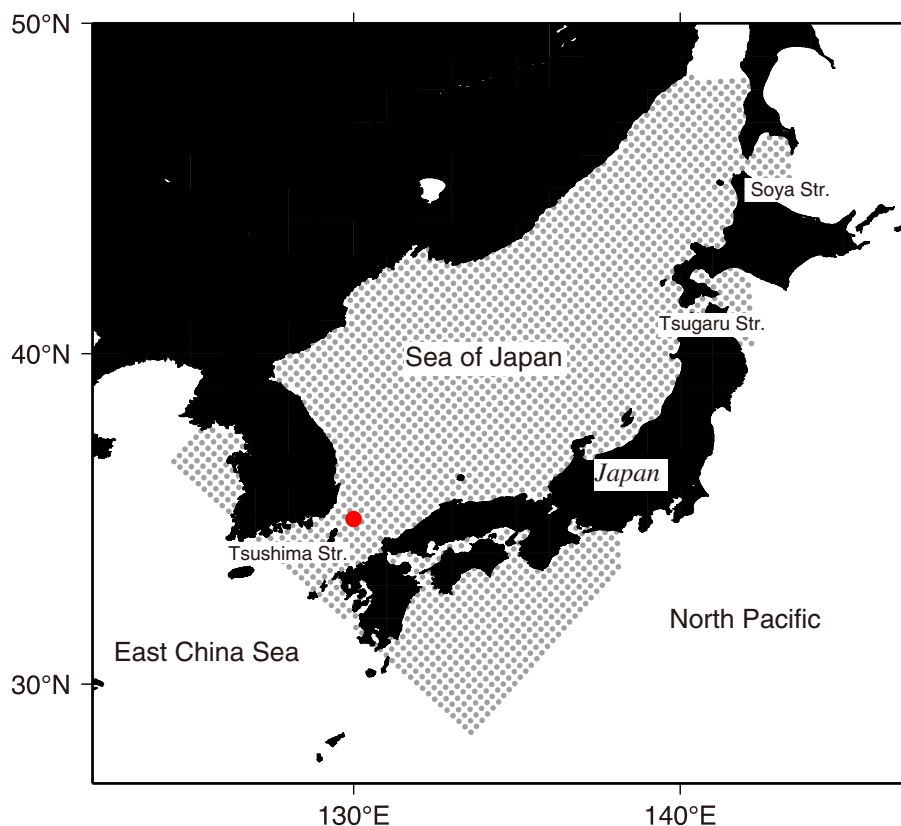 50°N
Soya Str.
Tsugaru Str.
40°N
Sea of Japan
Japan
Tsushima Str.
North Pacific
East China Sea
30°N
130°E
140°E